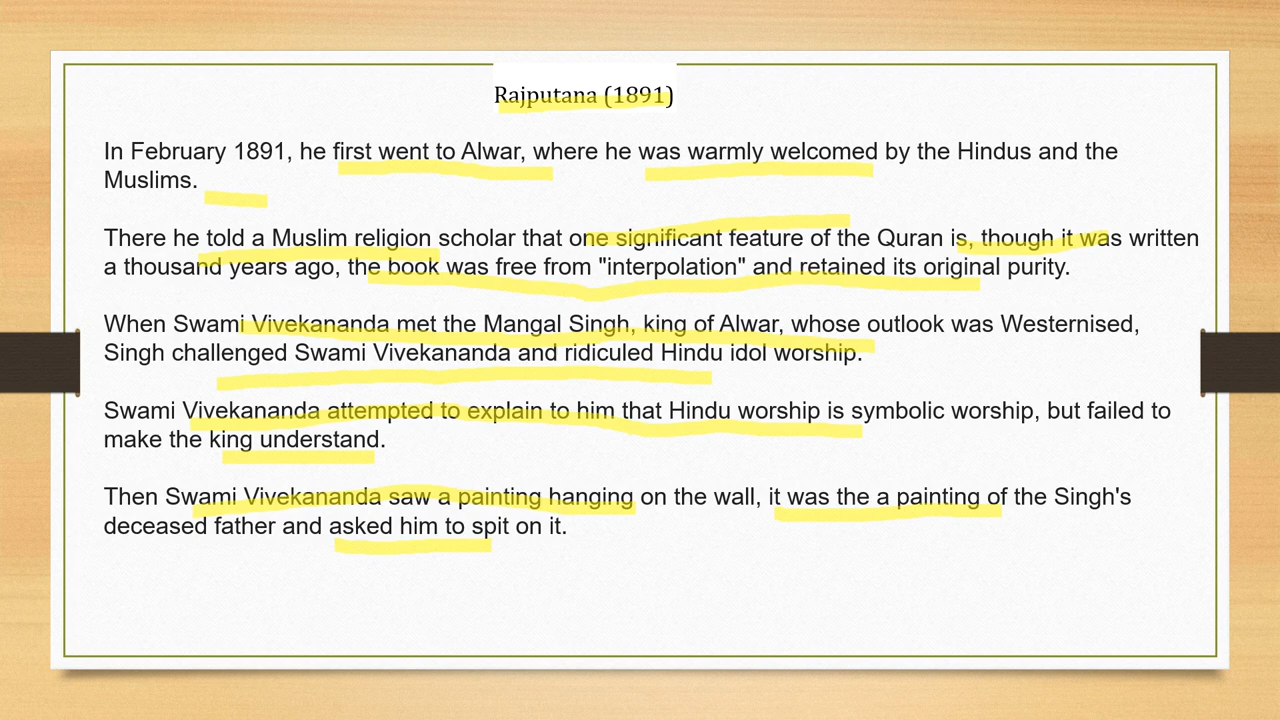 Rajputana (1891)
In February 1891, he first went to Alwar, where he was warmly welcomed by the Hindus and the
Muslims.
There he told a Muslim religion scholar that one significant feature of the Quran is, though it was written
a thousand years ago, the book was free from "interpolation" and retained its original purity.
When Swami Vivekananda met the Mangal Singh, king of Alwar, whose outlook was Westernised,
Singh challenged Swami Vivekananda and ridiculed Hindu idol worship.
Swami Vivekananda attempted to explain to him that Hindu worship is symbolic worship, but failed to
make the king understand.
Then Swami Vivekananda saw a painting hanging on the wall, it was the a painting of the Singh's
deceased father and asked him to spit on it.